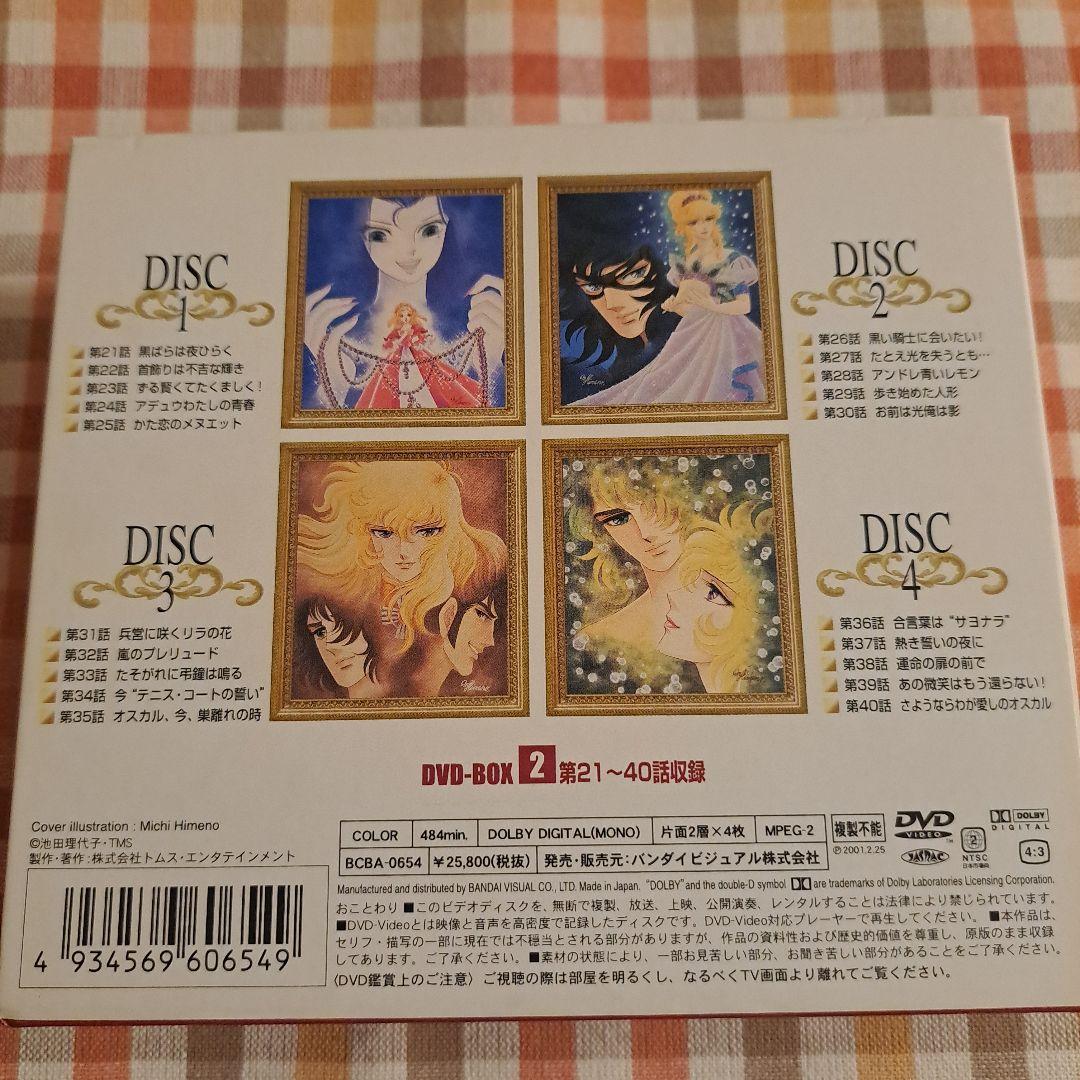 DISC
1
第21話 黒ばらは夜ひらく
第22話 首飾りは不吉な輝き
第23話 ずる賢くてたくましく!
第24話 アデュウわたしの青春
第25話 かた恋のメヌエット
DISC
2
第26話 黒い騎士に会いたい!
第27話 たとえ光を失うとも…
第28話 アンドレ青いレモン
第29話 歩き始めた人形
第30話 お前は光俺は影
DISC
3
第31話 兵営に咲くリラの花
第32話 嵐のプレリュード
第33話 たそがれに弔鐘は鳴る
第34話 今“テニス・コートの誓い”
第35話 オスカル、今、巣離れの時
DISC
4
第36話 合言葉は“サヨナラ”
第37話 熱き誓いの夜に
第38話 運命の扉の前で
第39話 あの微笑はもう還らない!
第40話 さようならわが愛しのオスカル
DVD-BOX 2 第21〜40話収録
Cover illustration : Michi Himeno
©池田理代子・TMS
製作・著作:株式会社トムス・エンタテインメント
COLOR 484min. DOLBY DIGITAL(MONO) 片面2層×4枚 MPEG-2
BCBA-0654 ¥25,800(税抜) 発売・販売元:バンダイビジュアル株式会社
複製不能
Ⓟ2001.2.25
DVD
VIDEO
JASRAC
2
NTSC
日本市場向
DOLBY
DIGITAL
4:3
Manufactured and distributed by BANDAI VISUAL CO., LTD. Made in Japan. “DOLBY” and the double-D symbol are trademarks of Dolby Laboratories Licensing Corporation.
おことわり ■このビデオディスクを、無断で複製、放送、上映、公開演奏、レンタルすることは法律により禁じられています。
■DVD-Videoとは映像と音声を高密度で記録したディスクです。DVD-Video対応プレーヤーで再生してください。 ■本作品は、
セリフ・描写の一部に現在では不穏当とされる部分がありますが、作品の資料性および歴史的価値を尊重し、原版のまま収録
してあります。ご了承ください。 ■素材の状態により、一部お見苦しい部分、お聞き苦しい部分があることをご了承ください。
〈DVD鑑賞上のご注意〉ご視聴の際は部屋を明るくし、なるべくTV画面より離れてご覧ください。
4 934569 606549